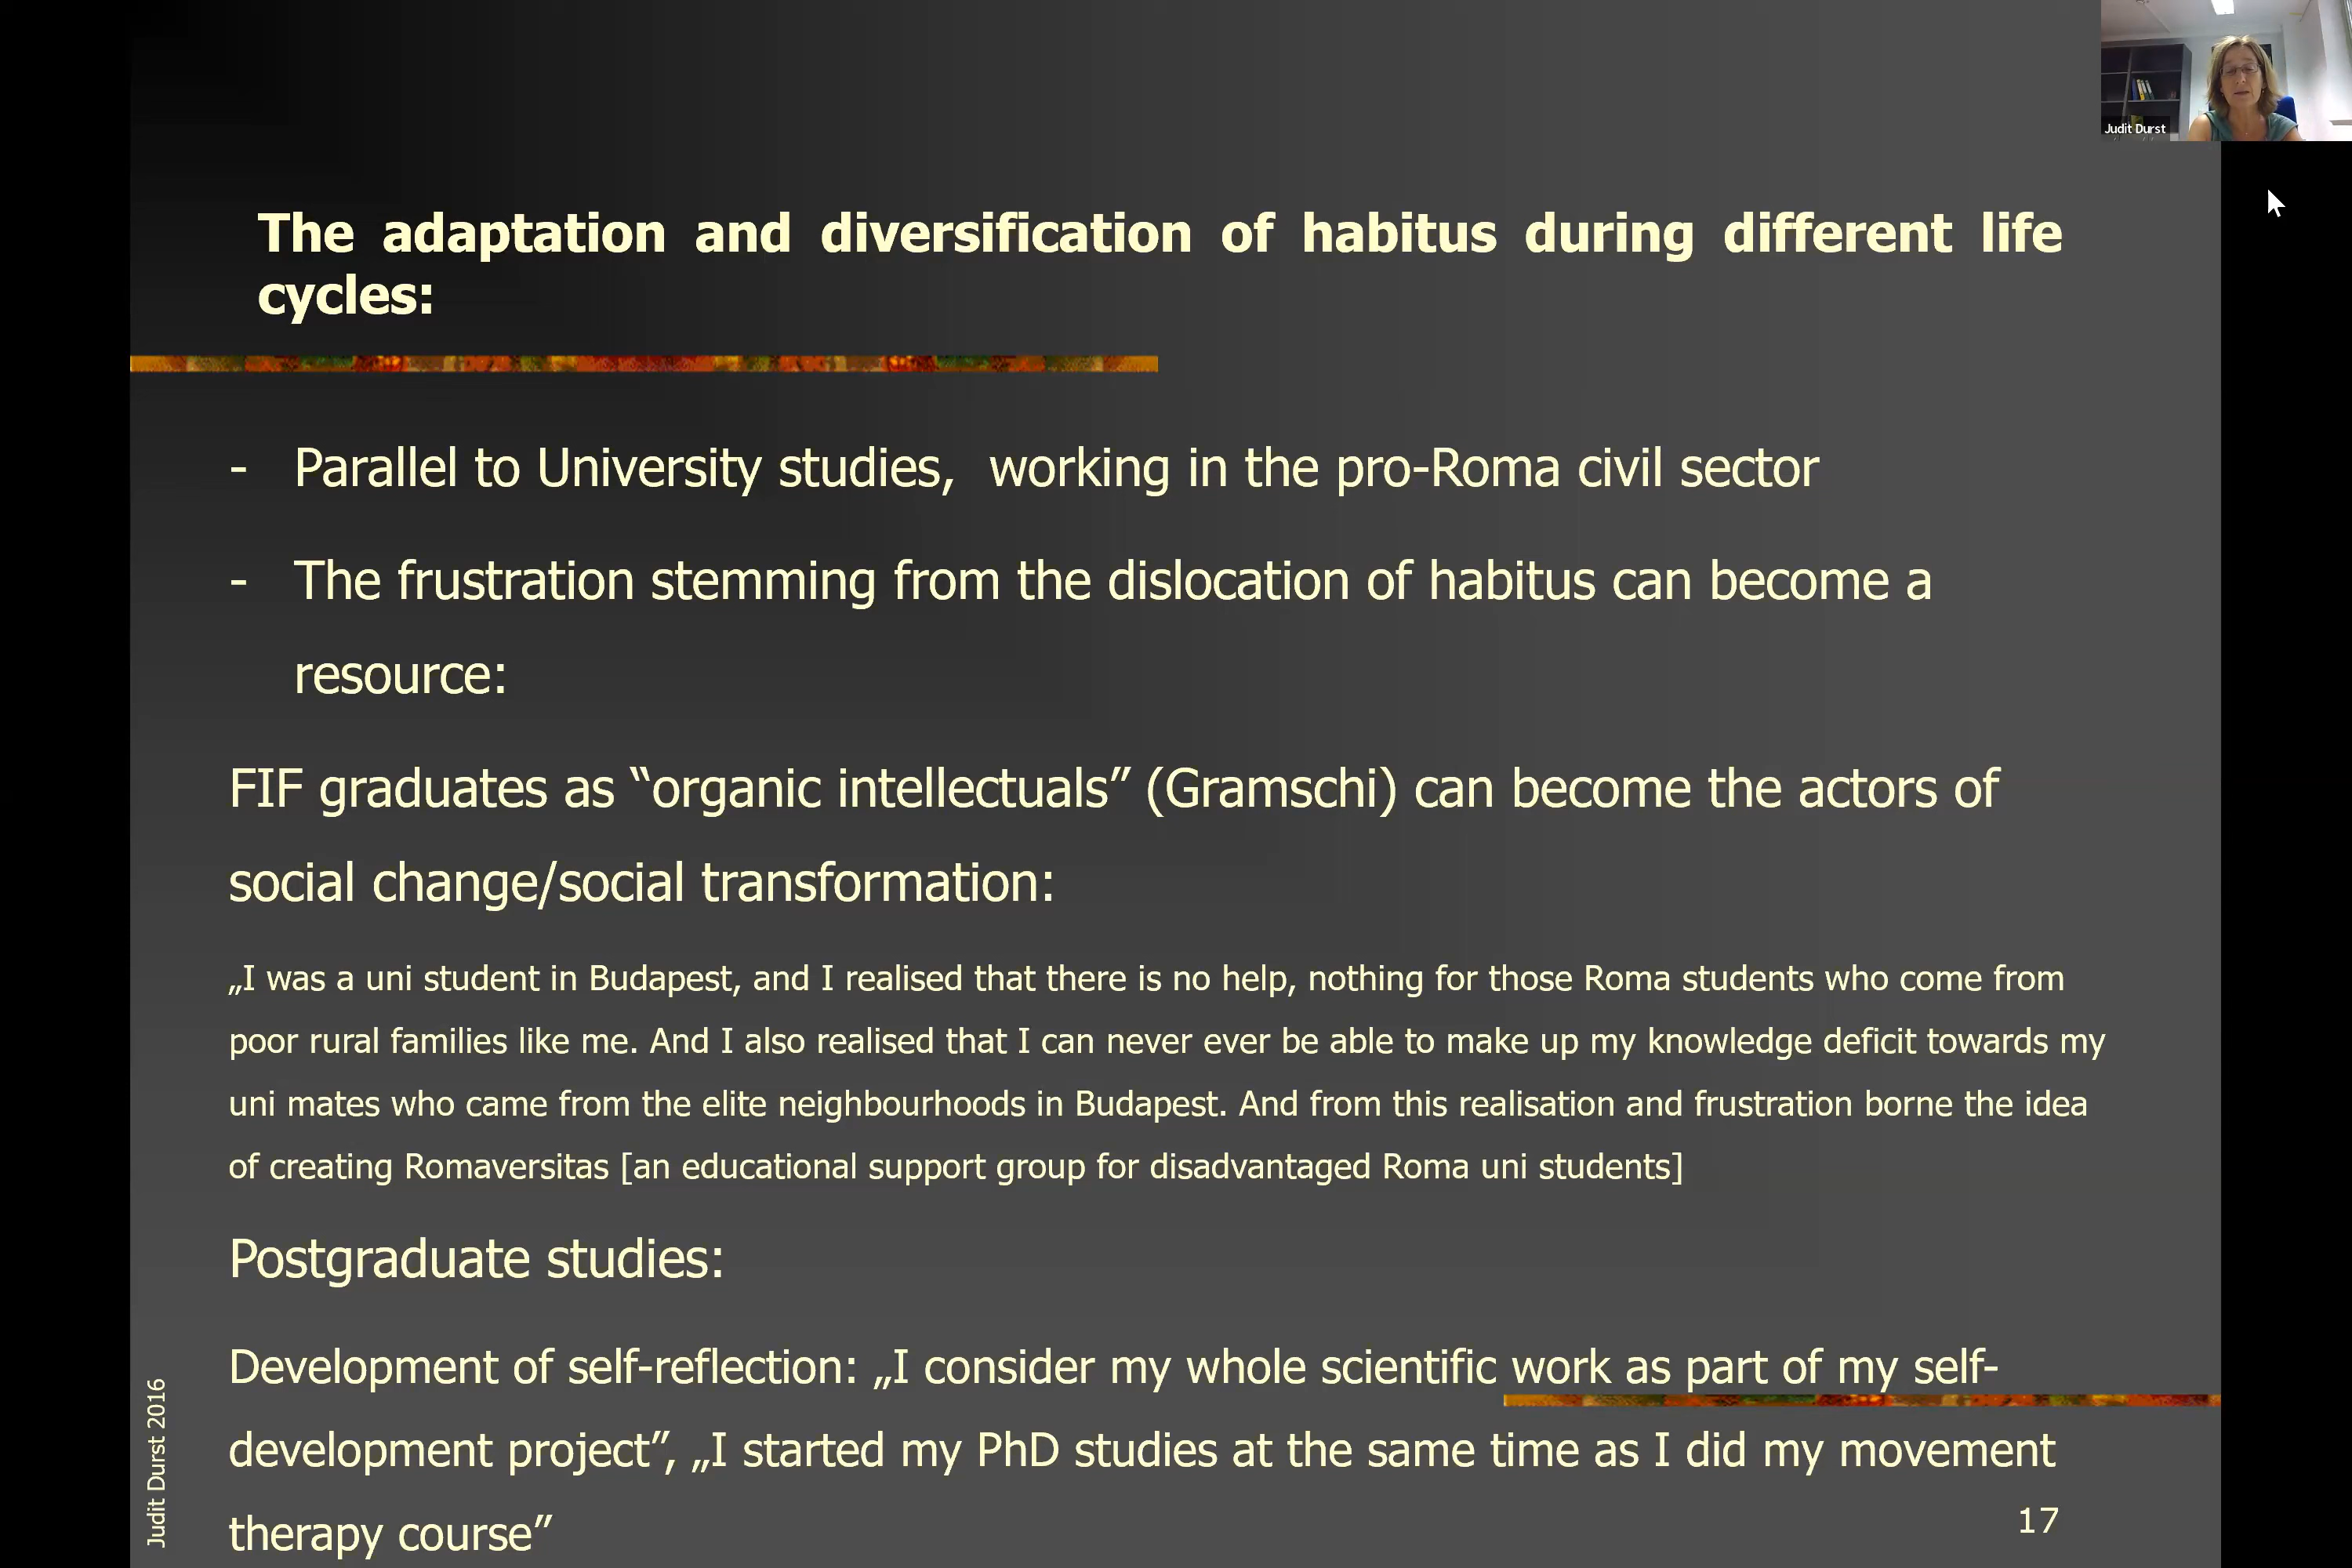 Judit Durst
The adaptation and diversification of habitus during different life
cycles:
- Parallel to University studies,  working in the pro-Roma civil sector
- The frustration stemming from the dislocation of habitus can become a
resource:
FIF graduates as “organic intellectuals” (Gramschi) can become the actors of
social change/social transformation:
„I was a uni student in Budapest, and I realised that there is no help, nothing for those Roma students who come from
poor rural families like me. And I also realised that I can never ever be able to make up my knowledge deficit towards my
uni mates who came from the elite neighbourhoods in Budapest. And from this realisation and frustration borne the idea
of creating Romaversitas [an educational support group for disadvantaged Roma uni students]
Postgraduate studies:
Development of self-reflection: „I consider my whole scientific work as part of my self-
development project”, „I started my PhD studies at the same time as I did my movement
therapy course”
Judit Durst 2016
17